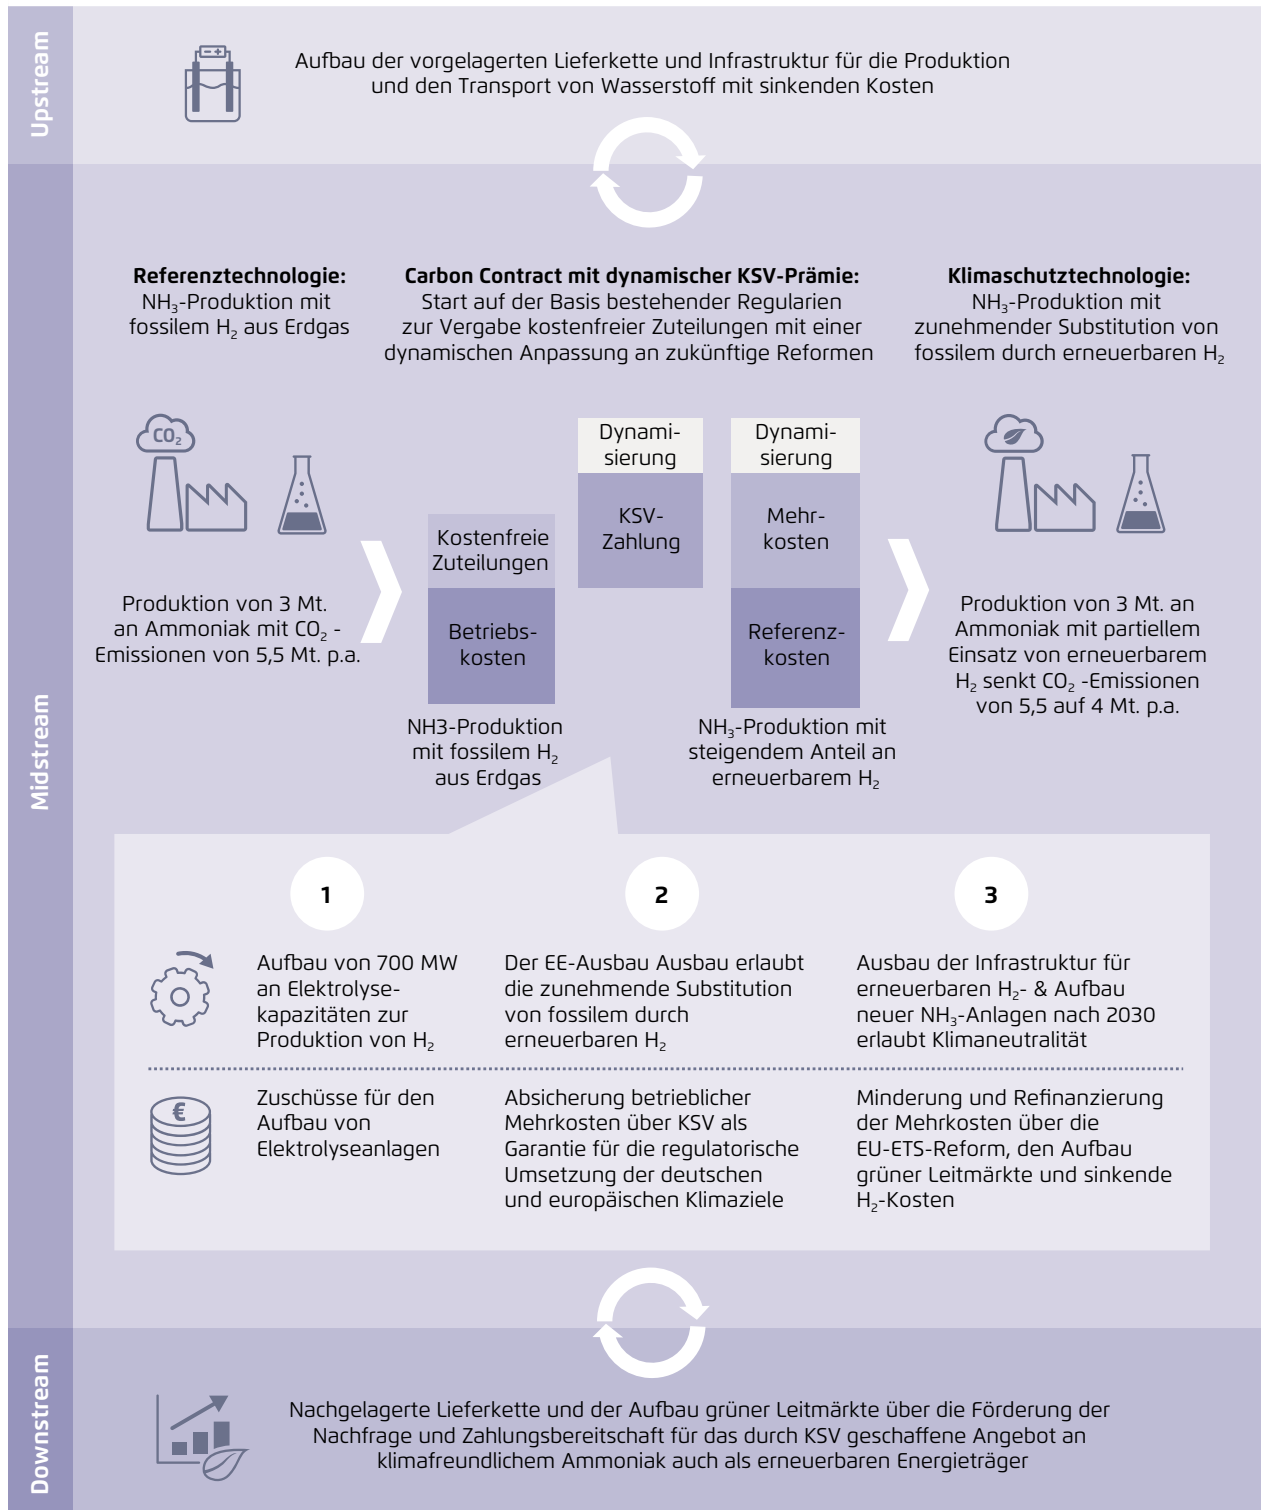 Upstream
Aufbau der vorgelagerten Lieferkette und Infrastruktur für die Produktion
und den Transport von Wasserstoff mit sinkenden Kosten
Midstream
Referenztechnologie:
NH₃-Produktion mit
fossilem H₂ aus Erdgas
Carbon Contract mit dynamischer KSV-Prämie:
Start auf der Basis bestehender Regularien
zur Vergabe kostenfreier Zuteilungen mit einer
dynamischen Anpassung an zukünftige Reformen
Klimaschutztechnologie:
NH₃-Produktion mit
zunehmender Substitution von
fossilem durch erneuerbaren H₂
CO₂
Produktion von 3 Mt.
an Ammoniak mit CO₂ -
Emissionen von 5,5 Mt. p.a.
Kostenfreie
Zuteilungen
Betriebs-
kosten
NH3-Produktion
mit fossilem H₂
aus Erdgas
Dynami-
sierung
KSV-
Zahlung
Dynami-
sierung
Mehr-
kosten
Referenz-
kosten
NH₃-Produktion mit
steigendem Anteil an
erneuerbarem H₂
Produktion von 3 Mt. an
Ammoniak mit partiellem
Einsatz von erneuerbarem
H₂ senkt CO₂ -Emissionen
von 5,5 auf 4 Mt. p.a.
1
2
3
Aufbau von 700 MW
an Elektrolyse-
kapazitäten zur
Produktion von H₂
Der EE-Ausbau Ausbau erlaubt
die zunehmende Substitution
von fossilem durch
erneuerbaren H₂
Ausbau der Infrastruktur für
erneuerbaren H₂- & Aufbau
neuer NH₃-Anlagen nach 2030
erlaubt Klimaneutralität
€
Zuschüsse für den
Aufbau von
Elektrolyseanlagen
Absicherung betrieblicher
Mehrkosten über KSV als
Garantie für die regulatorische
Umsetzung der deutschen
und europäischen Klimaziele
Minderung und Refinanzierung
der Mehrkosten über die
EU-ETS-Reform, den Aufbau
grüner Leitmärkte und sinkende
H₂-Kosten
Downstream
Nachgelagerte Lieferkette und der Aufbau grüner Leitmärkte über die Förderung der
Nachfrage und Zahlungsbereitschaft für das durch KSV geschaffene Angebot an
klimafreundlichem Ammoniak auch als erneuerbaren Energieträger